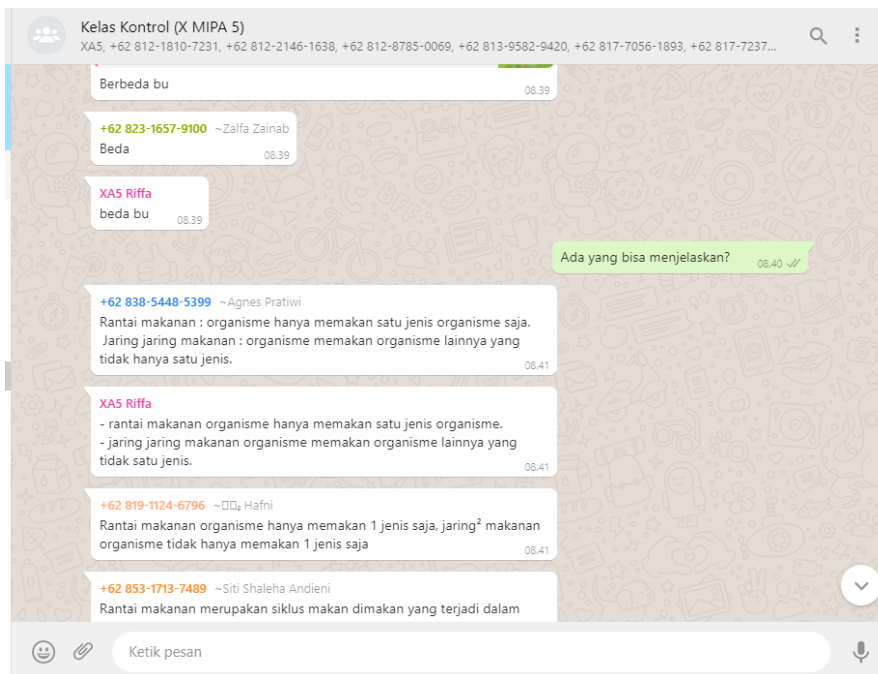 Kelas Kontrol (X MIPA 5)
XA5, +62 812-1810-7231, +62 812-2146-1638, +62 812-8785-0069, +62 813-9582-9420, +62 817-7056-1893, +62 817-7237...
Berbeda bu
08.39
+62 823-1657-9100 ~Zalfa Zainab
Beda
08.39
XA5 Riffa
beda bu
08.39
Ada yang bisa menjelaskan?
08.40
+62 838-5448-5399 ~Agnes Pratiwi
Rantai makanan : organisme hanya memakan satu jenis organisme saja.
Jaring jaring makanan : organisme memakan organisme lainnya yang
tidak hanya satu jenis.
08.41
XA5 Riffa
- rantai makanan organisme hanya memakan satu jenis organisme.
- jaring jaring makanan organisme memakan organisme lainnya yang
tidak satu jenis.
08.41
+62 819-1124-6796 ~ Hafni
Rantai makanan organisme hanya memakan 1 jenis saja, jaring² makanan
organisme tidak hanya memakan 1 jenis saja
08.41
+62 853-1713-7489 ~Siti Shaleha Andieni
Rantai makanan merupakan siklus makan dimakan yang terjadi dalam
Ketik pesan